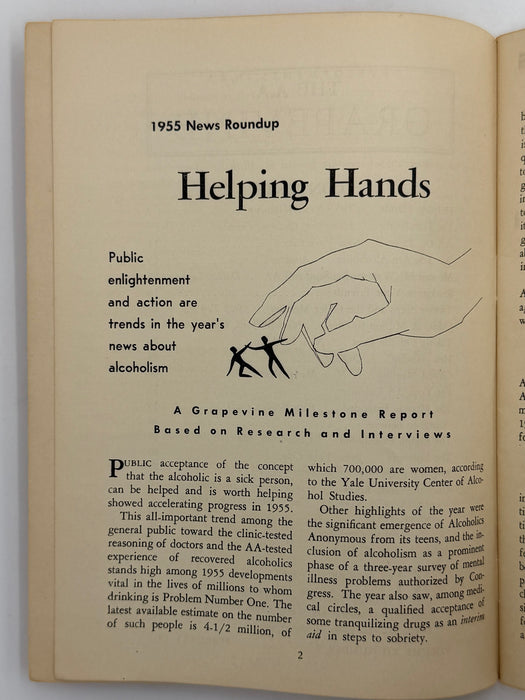 1955 News Roundup
Helping Hands
Public
enlightenment
and action are
trends in the year's
news about
alcoholism
A Grapevine Milestone Report
Based on Research and Interviews
PUBLIC acceptance of the concept
that the alcoholic is a sick person,
can be helped and is worth helping
showed accelerating progress in 1955.
This all-important trend among the
general public toward the clinic-tested
reasoning of doctors and the AA-tested
experience of recovered alcoholics
stands high among 1955 developments
vital in the lives of millions to whom
drinking is Problem Number One. The
latest available estimate on the number
of such people is 4-1/2 million, of
which 700,000 are women, according
to the Yale University Center of Alco-
hol Studies.
Other highlights of the year were
the significant emergence of Alcoholics
Anonymous from its teens, and the in-
clusion of alcoholism as a prominent
phase of a three-year survey of mental
illness problems authorized by Con-
gress. The year also saw, among medi-
cal circles, a qualified acceptance of
some tranquilizing drugs as an interim
aid in steps to sobriety.
2